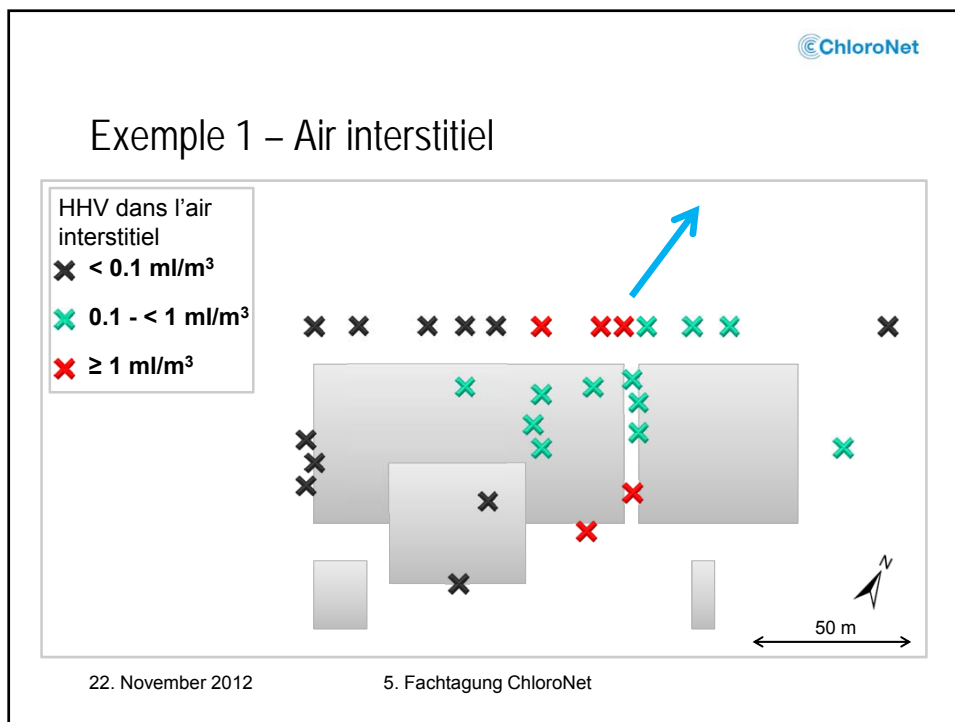 ChloroNet
Exemple 1 – Air interstitiel
HHV dans l'air
interstitiel
< 0.1 ml/m³
0.1 - < 1 ml/m³
≥ 1 ml/m³
N
50 m
22. November 2012 5. Fachtagung ChloroNet